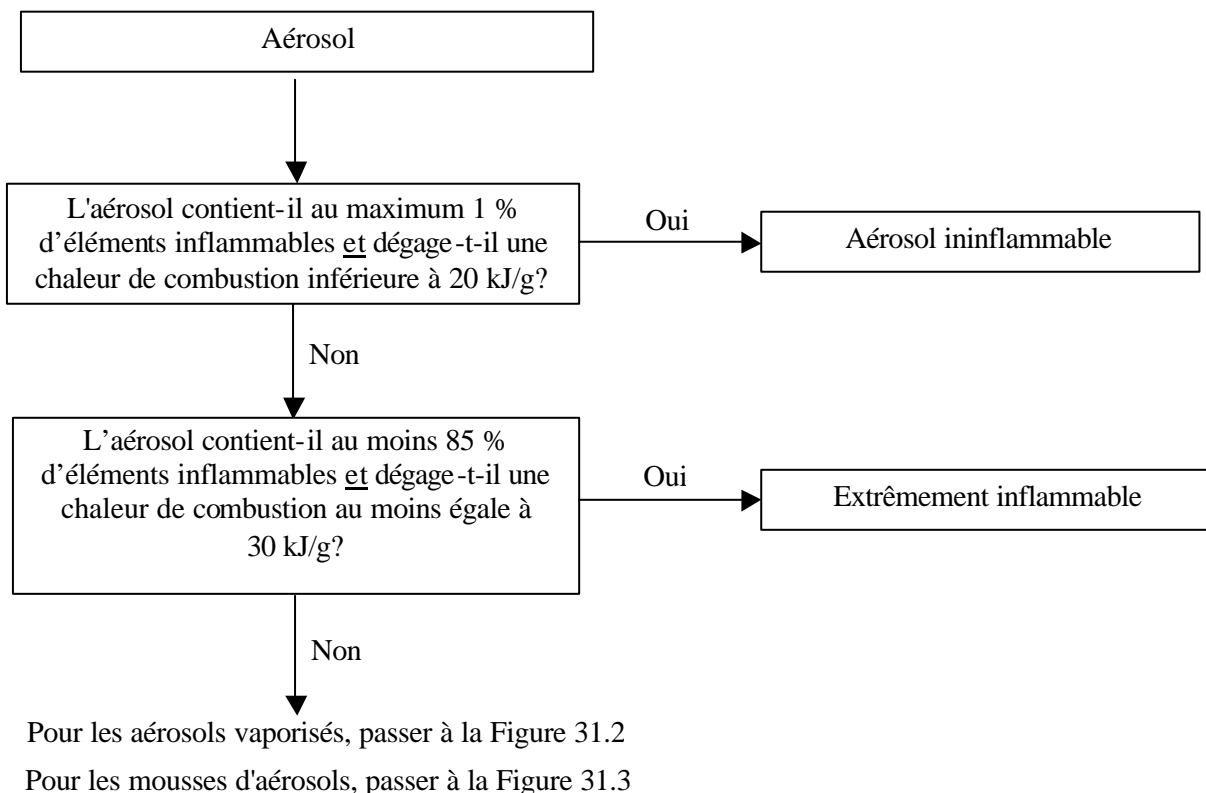 Aérosol
L'aérosol contient-il au maximum 1 %
d’éléments inflammables et dégage-t-il une
chaleur de combustion inférieure à 20 kJ/g?
Oui
Aérosol ininflammable
Non
L’aérosol contient-il au moins 85 %
d’éléments inflammables et dégage-t-il une
chaleur de combustion au moins égale à
30 kJ/g?
Oui
Extrêmement inflammable
Non
Pour les aérosols vaporisés, passer à la Figure 31.2
Pour les mousses d'aérosols, passer à la Figure 31.3